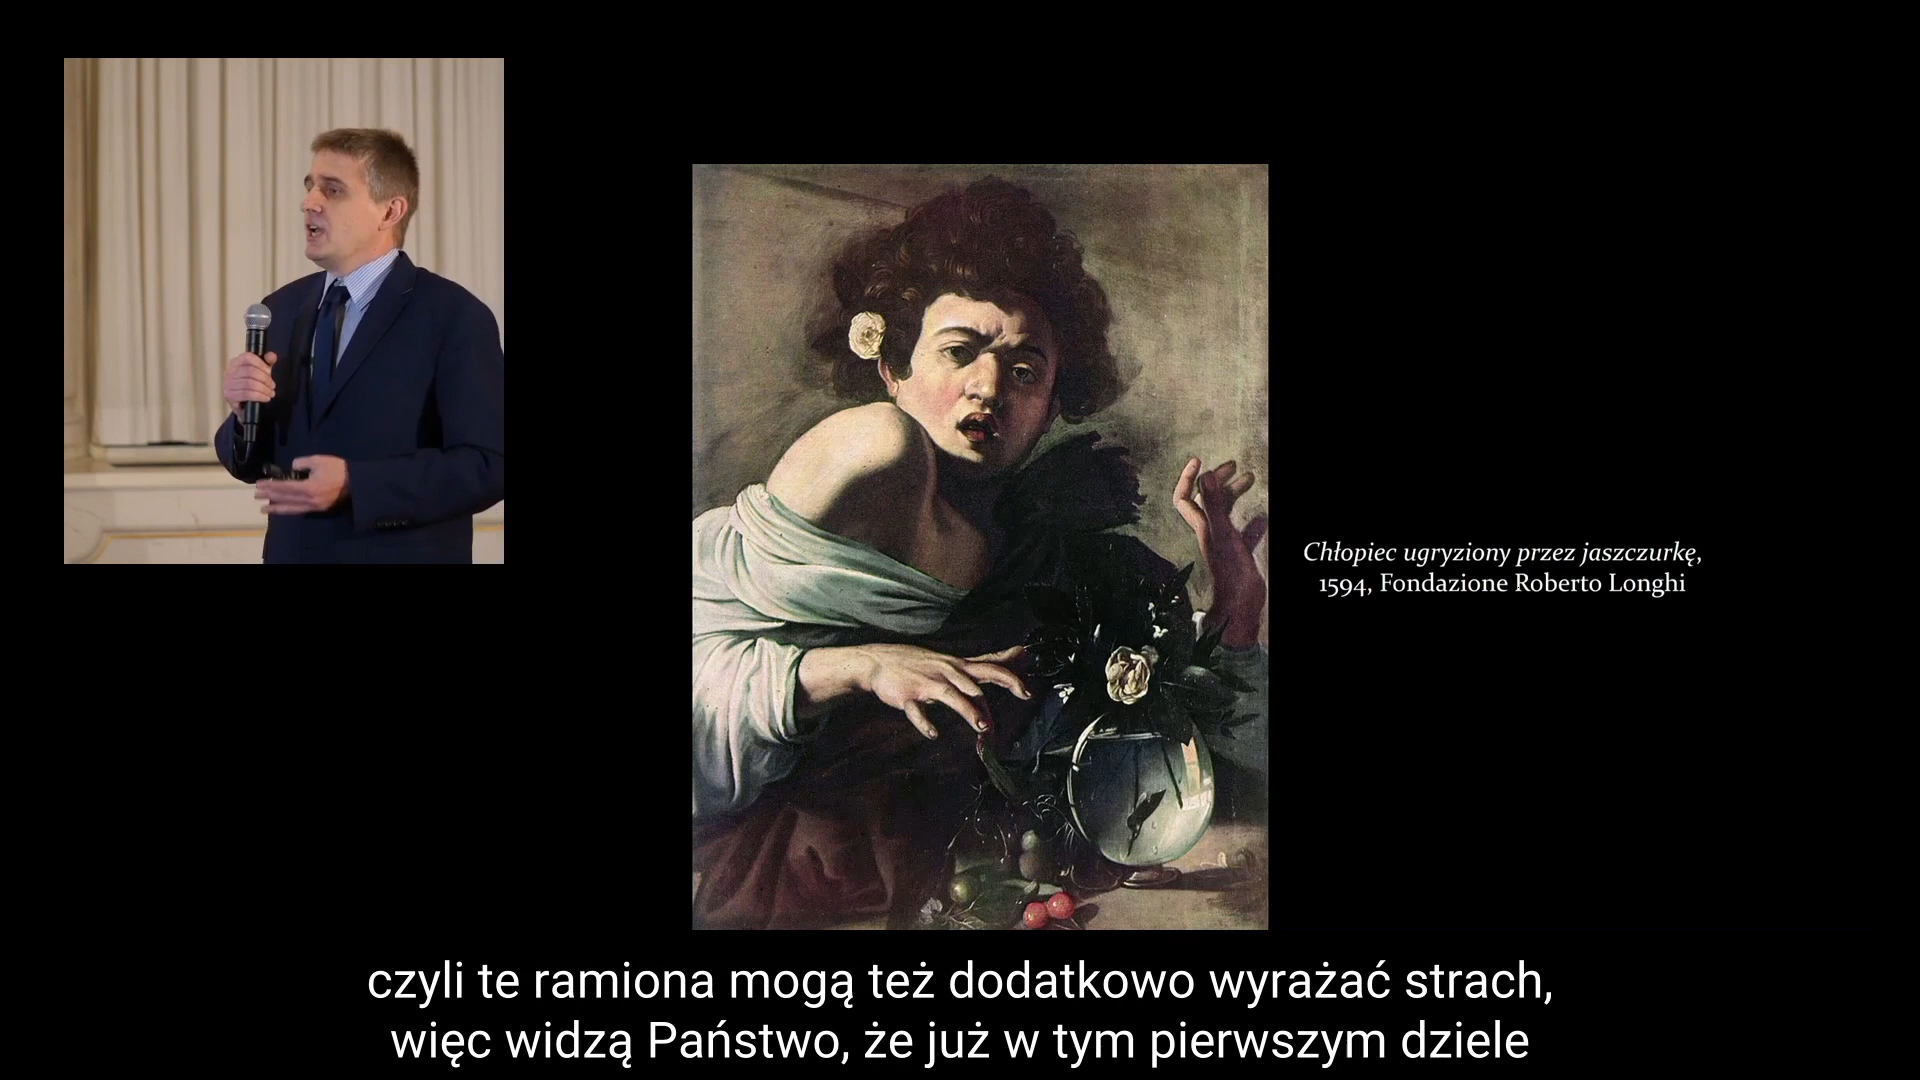 Chłopiec ugryziony przez jaszczurkę,
1594, Fondazione Roberto Longhi
czyli te ramiona mogą też dodatkowo wyrażać strach,
więc widzą Państwo, że już w tym pierwszym dziele